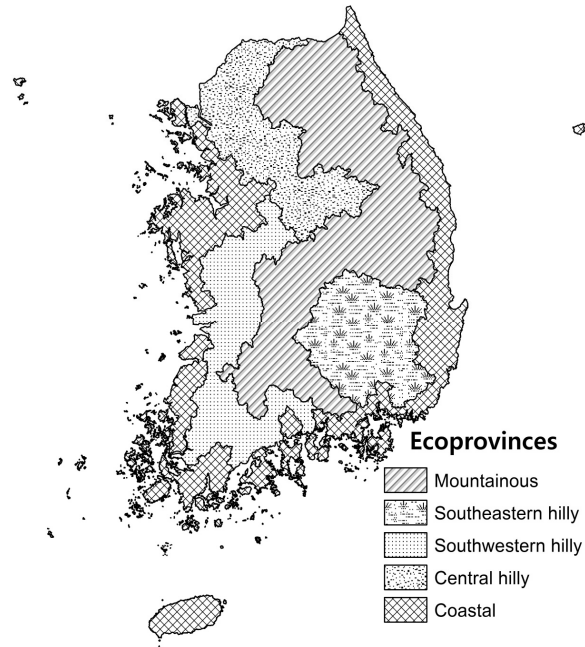 Ecoprovinces
Mountainous
Southeastern hilly
Southwestern hilly
Central hilly
Coastal